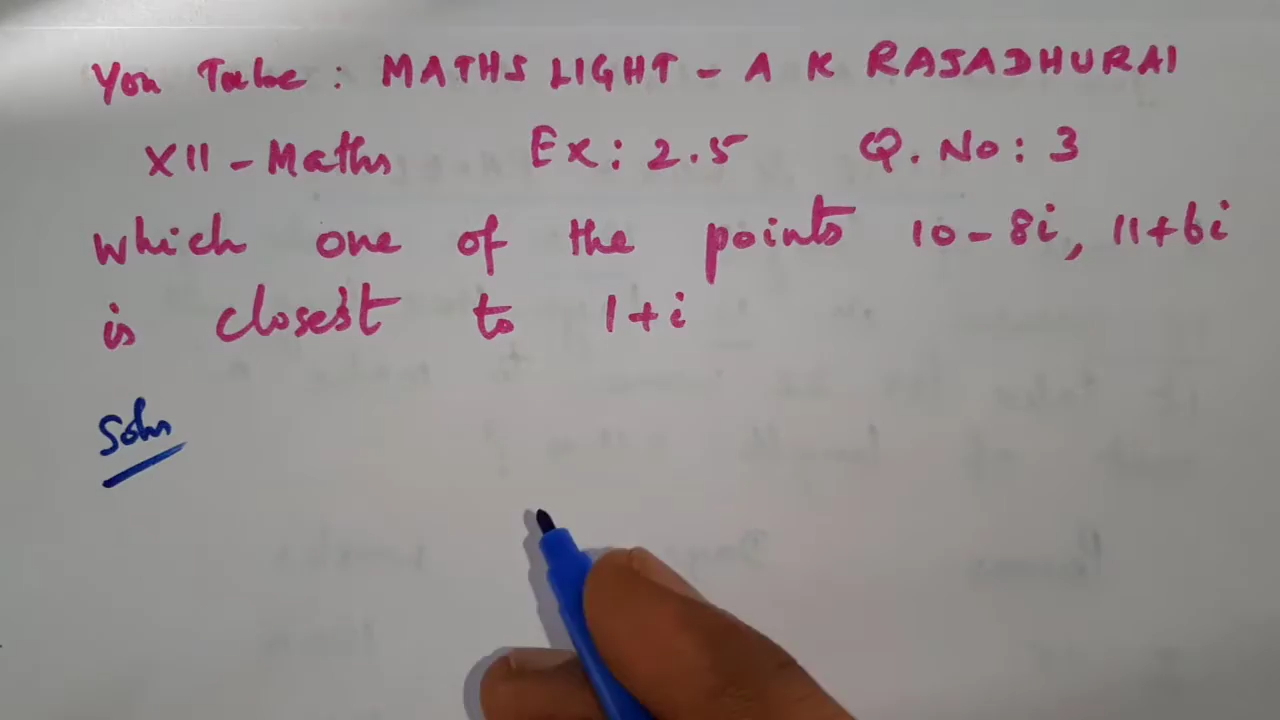 You Tube : MATHS LIGHT - A K RAJADHURAI
XII - Maths Ex: 2.5 Q. No: 3
which one of the points 10-8i, 11+6i
is closest to 1+i
Soln